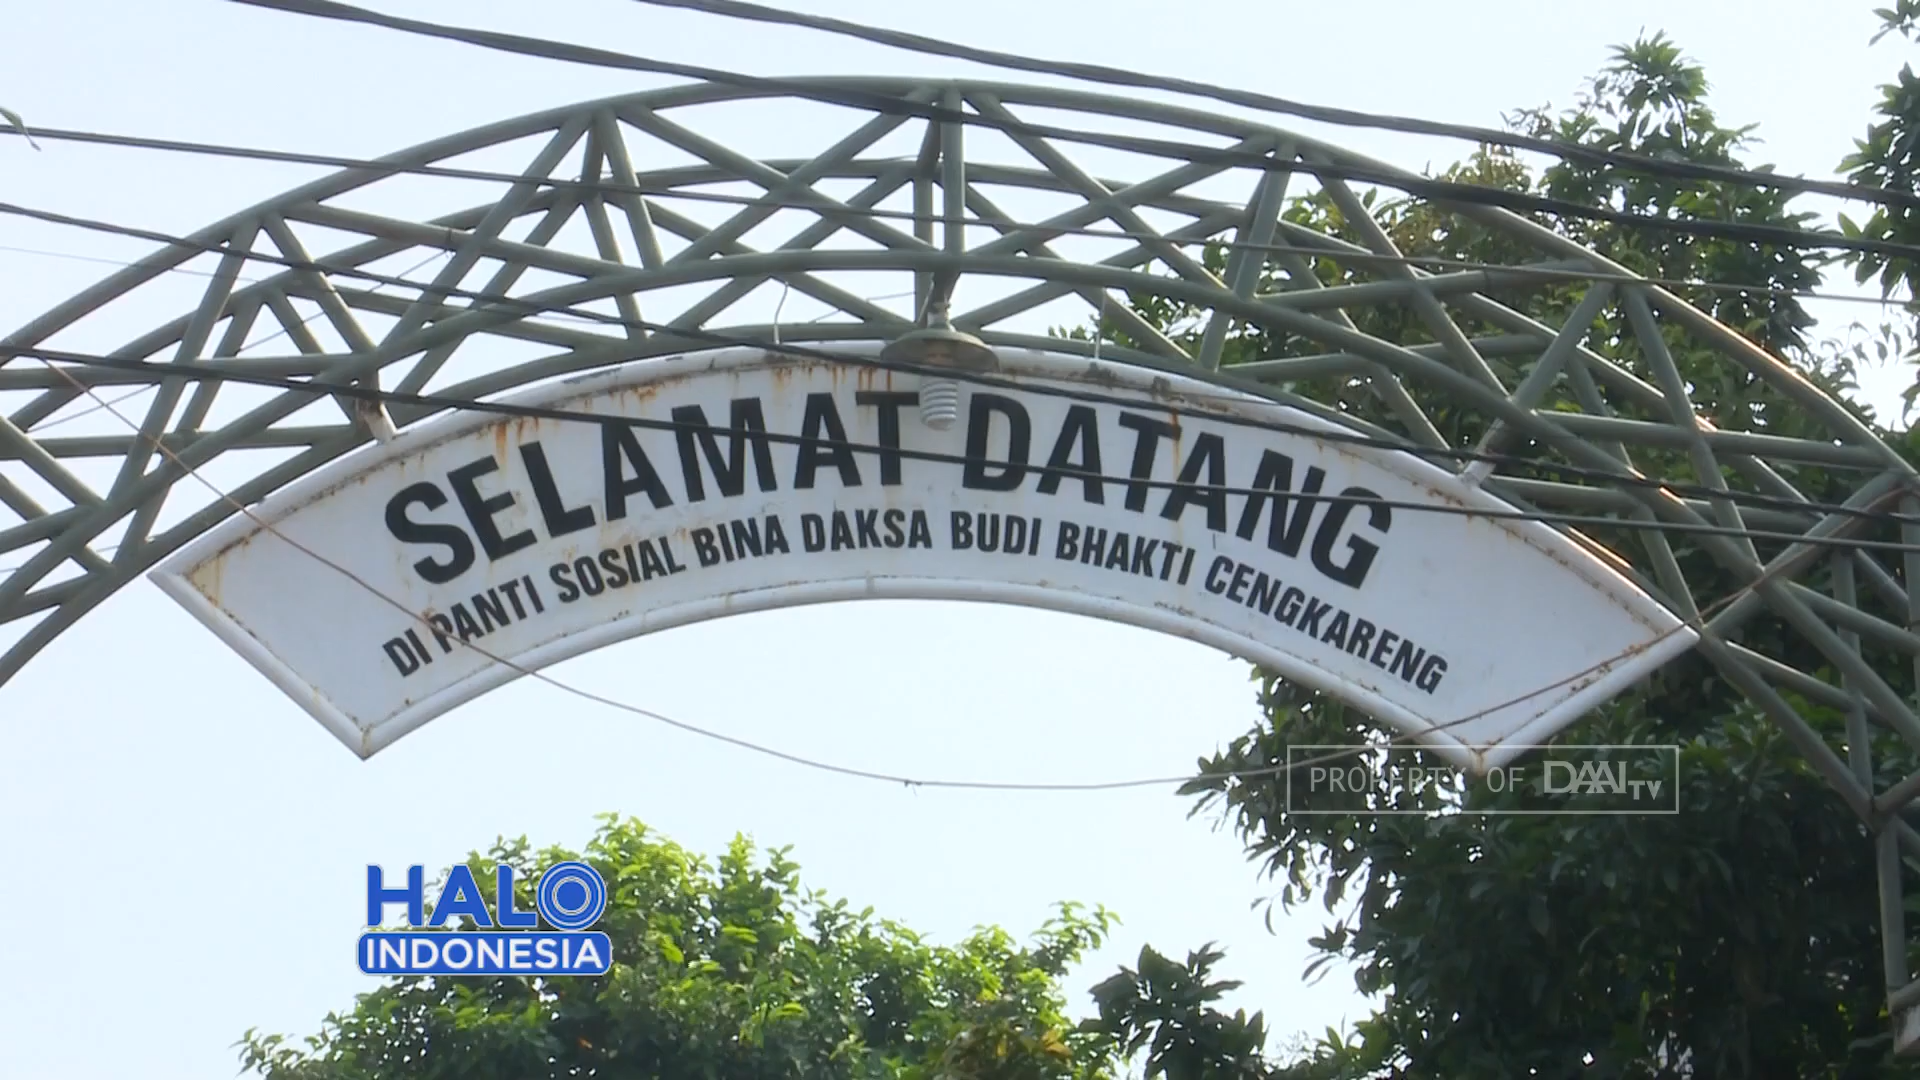 SELAMAT DATANG
DI PANTI SOSIAL BINA DAKSA BUDI BHAKTI CENGKARENG
PROPERTY OF DAAI TV
HALO
INDONESIA